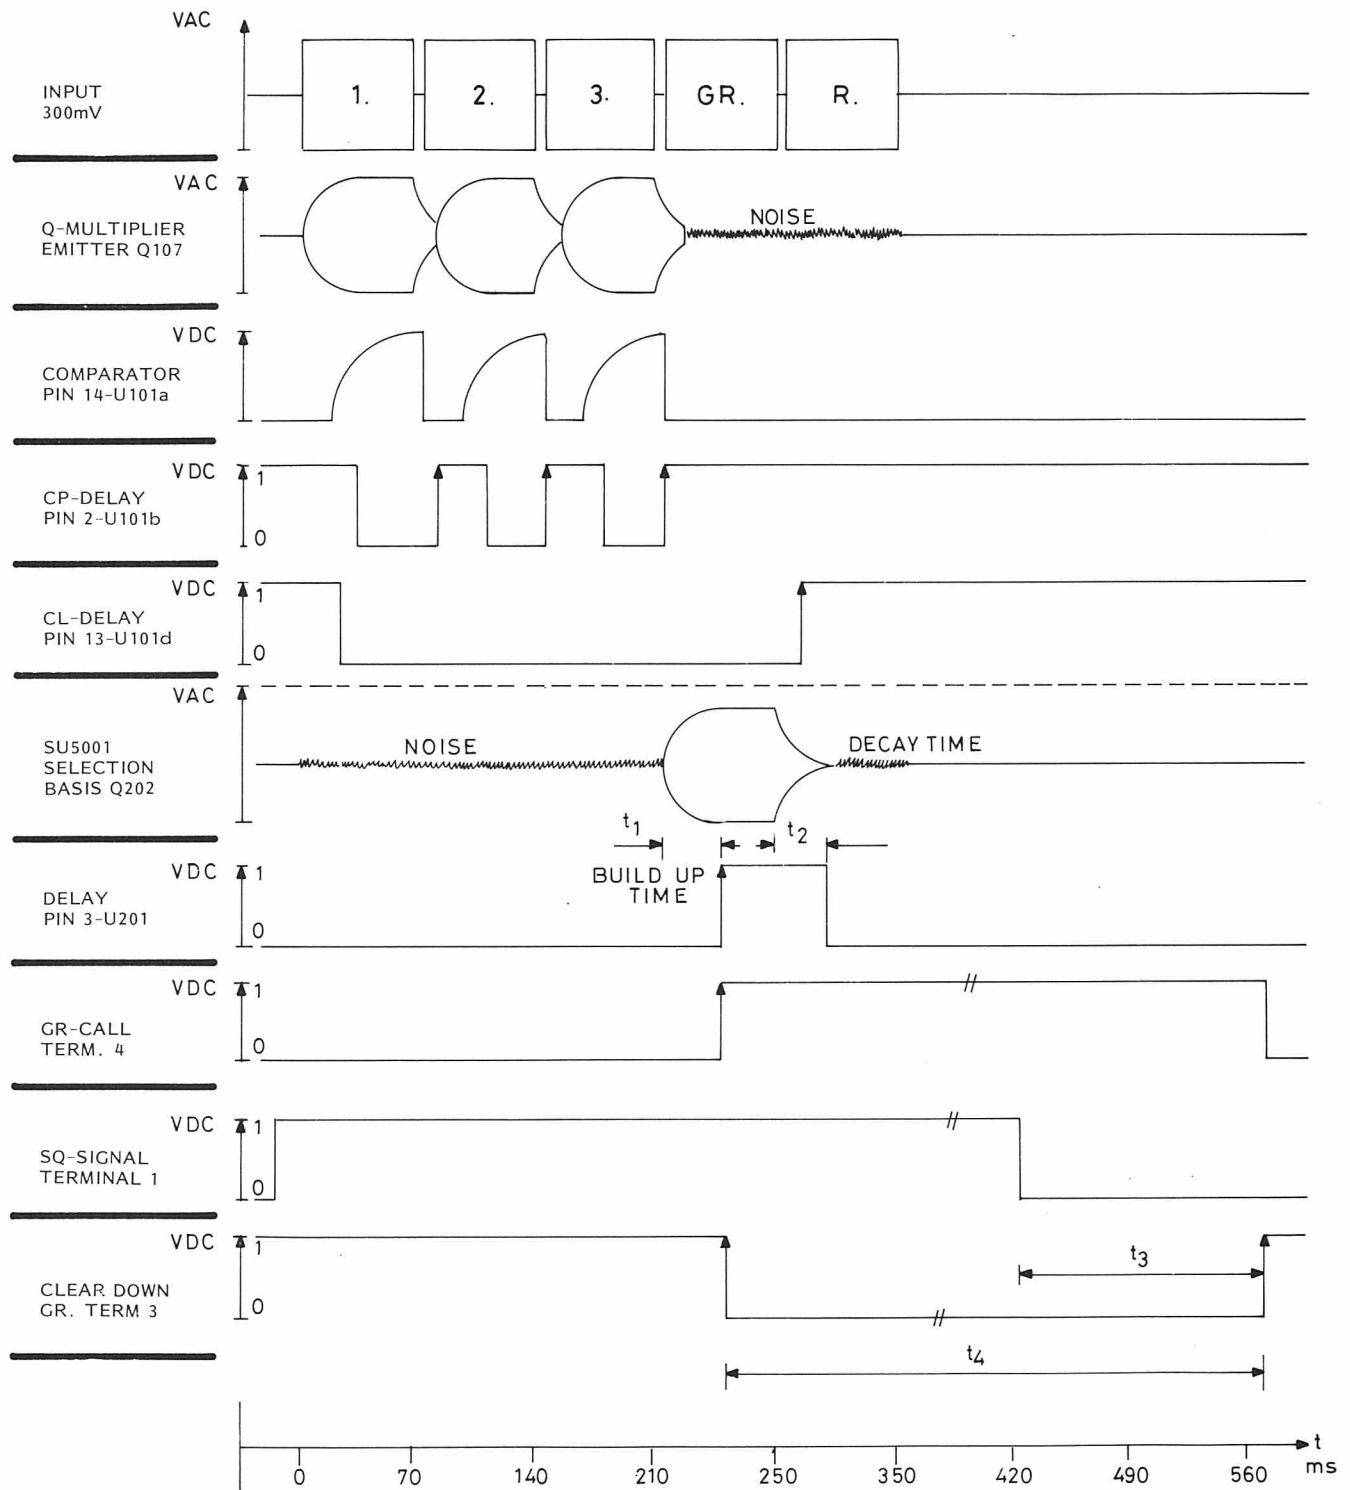 VAC
INPUT
300mV
1. 2. 3. GR. R.
VAC
Q-MULTIPLIER
EMITTER Q107
NOISE
VDC
COMPARATOR
PIN 14-U101a
VDC
1
CP-DELAY
PIN 2-U101b
0
VDC
1
CL-DELAY
PIN 13-U101d
0
VAC
SU5001
SELECTION
BASIS Q202
NOISE
DECAY TIME
t1
t2
BUILD UP
TIME
VDC
1
DELAY
PIN 3-U201
0
VDC
1
GR-CALL
TERM. 4
0
VDC
1
SQ-SIGNAL
TERMINAL 1
0
VDC
1
CLEAR DOWN
GR. TERM 3
0
t3
t4
t
ms
0 70 140 210 250 350 420 490 560